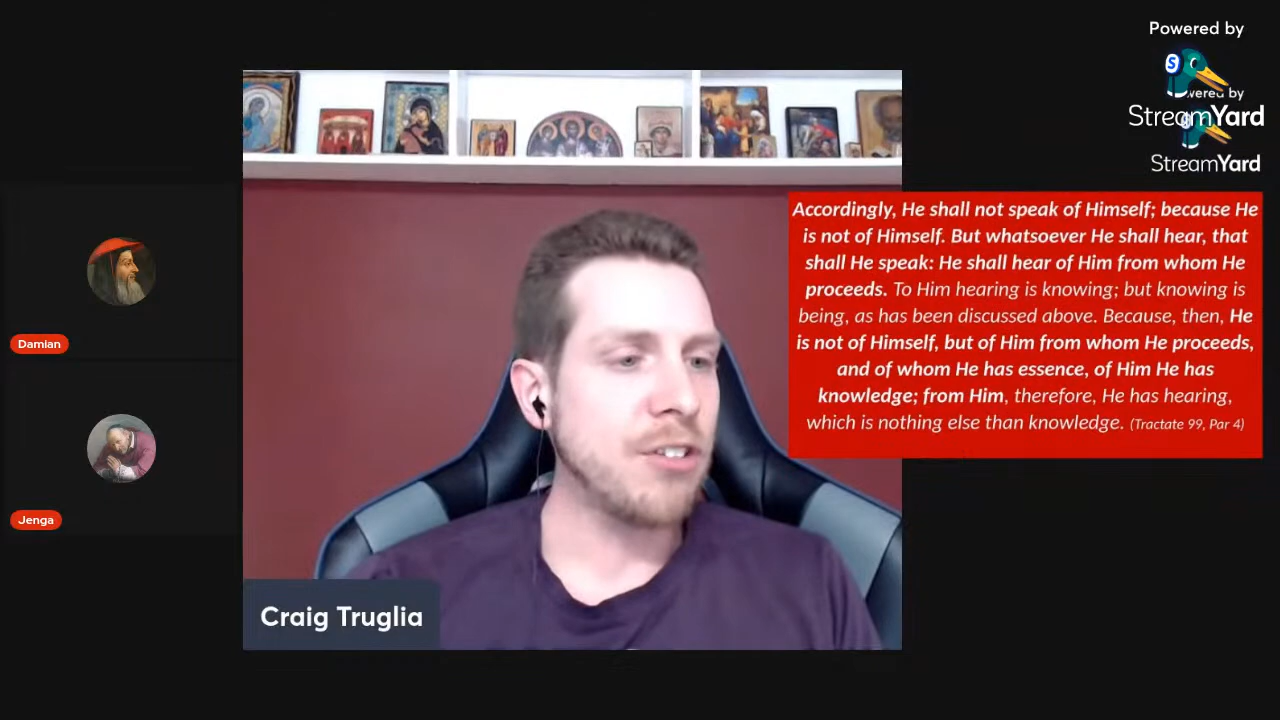 Powered by
Powered by
StreamYard
StreamYard
Accordingly, He shall not speak of Himself; because He
is not of Himself. But whatsoever He shall hear, that
shall He speak: He shall hear of Him from whom He
proceeds. To Him hearing is knowing; but knowing is
being, as has been discussed above. Because, then, He
is not of Himself, but of Him from whom He proceeds,
and of whom He has essence, of Him He has
knowledge; from Him, therefore, He has hearing,
which is nothing else than knowledge. (Tractate 99, Par 4)
Damian
Jenga
Craig Truglia